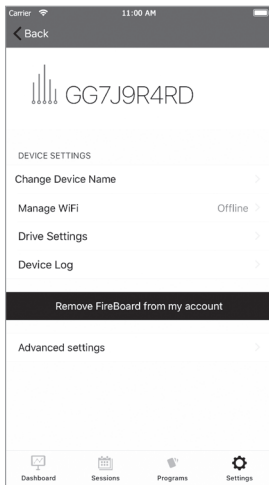 Carrier 11:00 AM
Back
GG7J9R4RD
DEVICE SETTINGS
Change Device Name
Manage WiFi Offline
Drive Settings
Device Log
Remove FireBoard from my account
Advanced settings
Dashboard Sessions Programs Settings